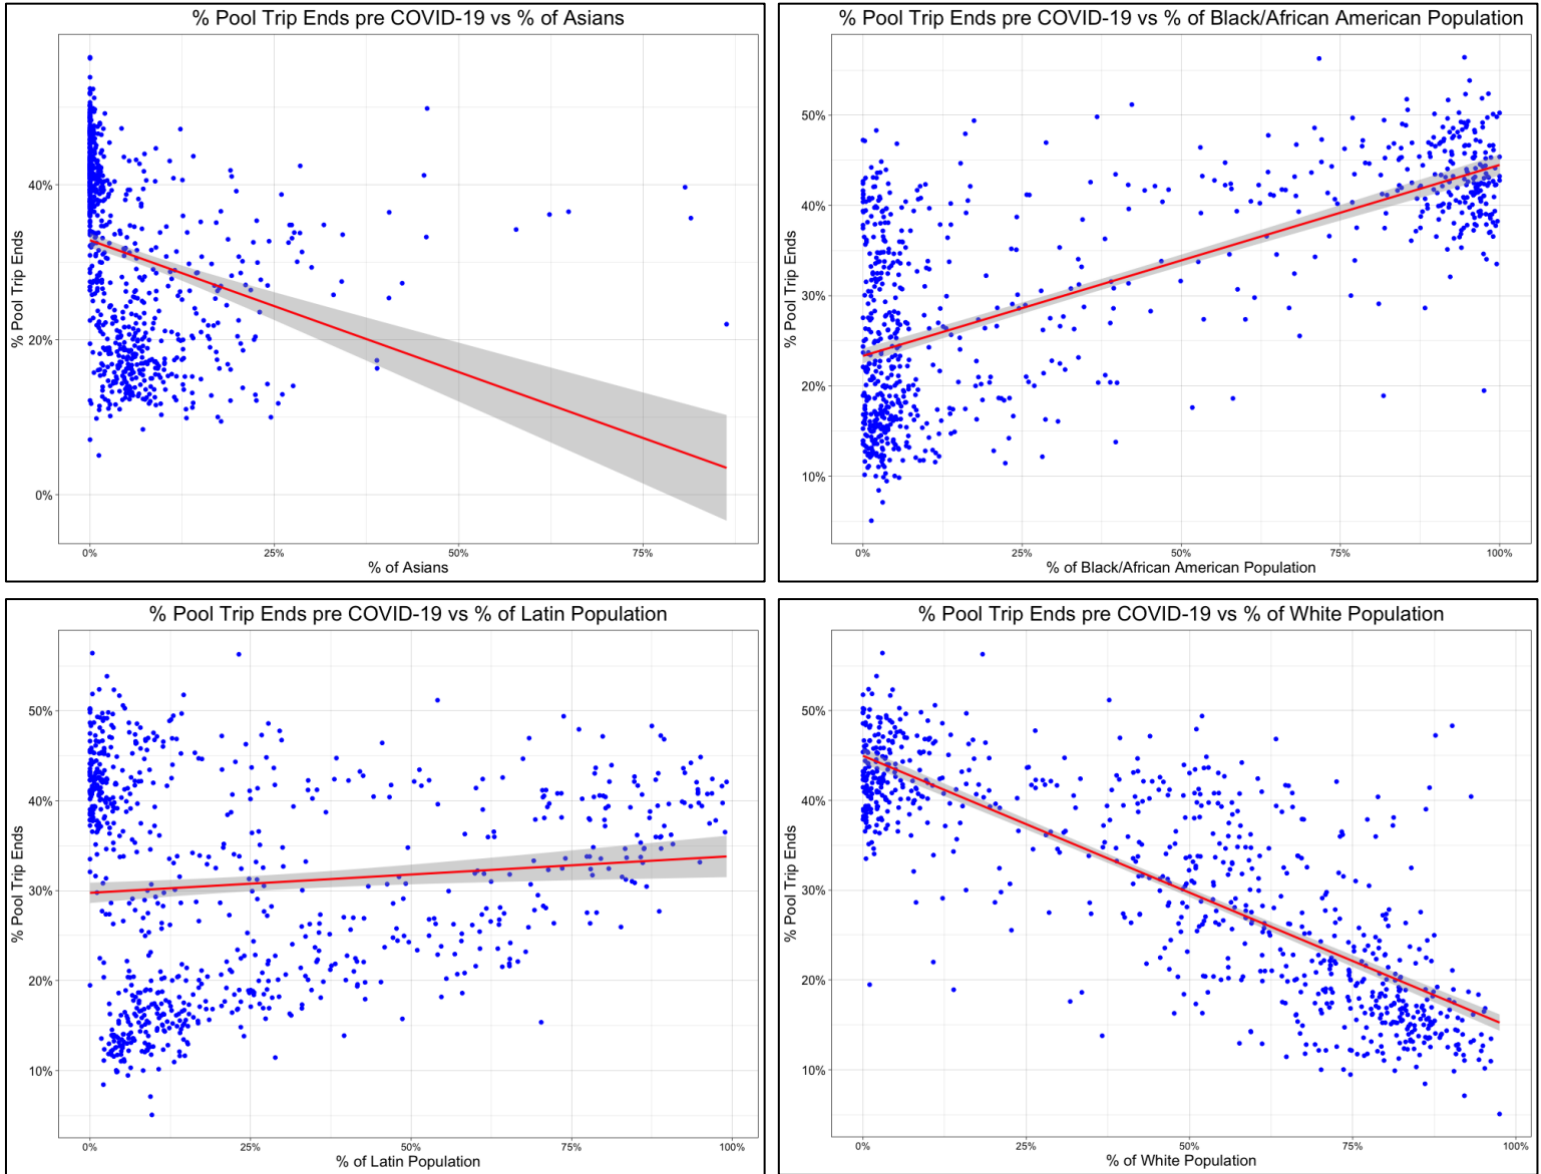 % Pool Trip Ends pre COVID-19 vs % of Asians
% Pool Trip Ends
40%
20%
0%
0% 25% 50% 75%
% of Asians
% Pool Trip Ends pre COVID-19 vs % of Black/African American Population
% Pool Trip Ends
50%
40%
30%
20%
10%
0% 25% 50% 75% 100%
% of Black/African American Population
% Pool Trip Ends pre COVID-19 vs % of Latin Population
% Pool Trip Ends
50%
40%
30%
20%
10%
0% 25% 50% 75% 100%
% of Latin Population
% Pool Trip Ends pre COVID-19 vs % of White Population
% Pool Trip Ends
50%
40%
30%
20%
10%
0% 25% 50% 75% 100%
% of White Population